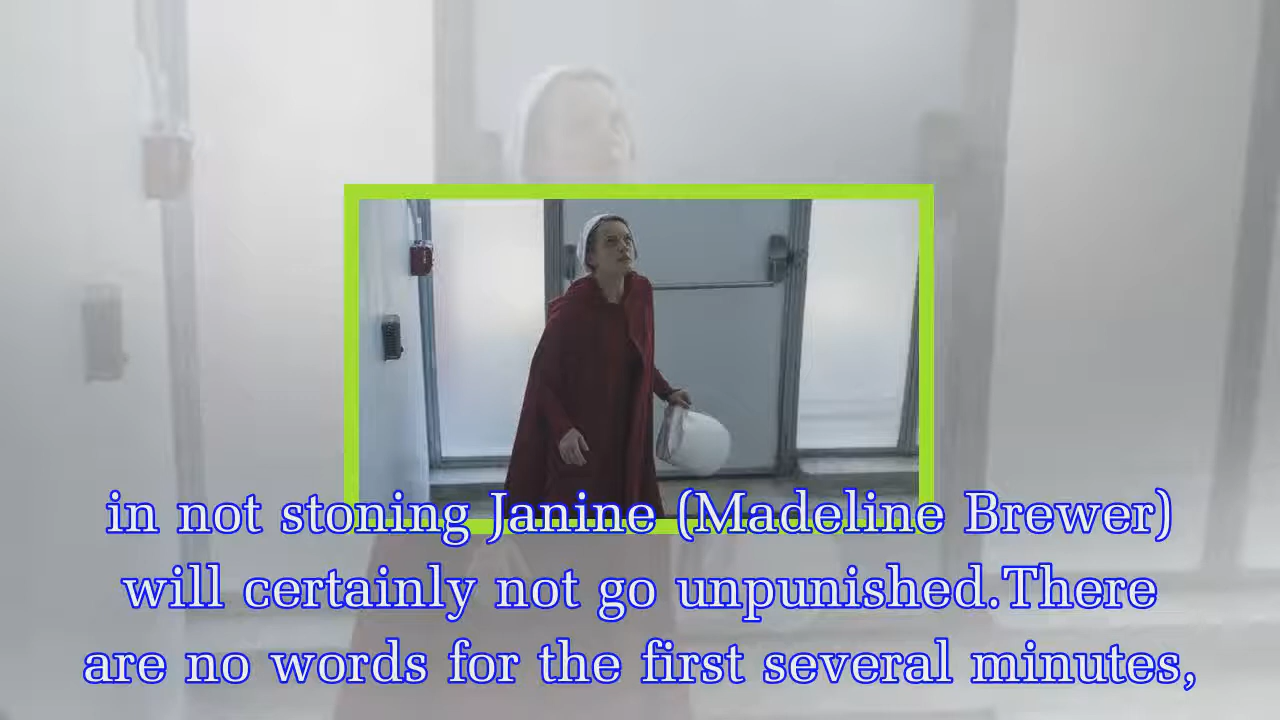 in not stoning Janine (Madeline Brewer)
will certainly not go unpunished.There
are no words for the first several minutes,